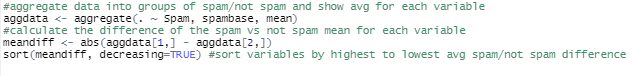 #aggregate data into groups of spam/not spam and show avg for each variable
aggdata <- aggregate(. ~ Spam, spambase, mean)
#calculate the difference of the spam vs not spam mean for each variable
meandiff <- abs(aggdata[1,] - aggdata[2,])
sort(meandiff, decreasing=TRUE) #sort variables by highest to lowest avg spam/not spam difference